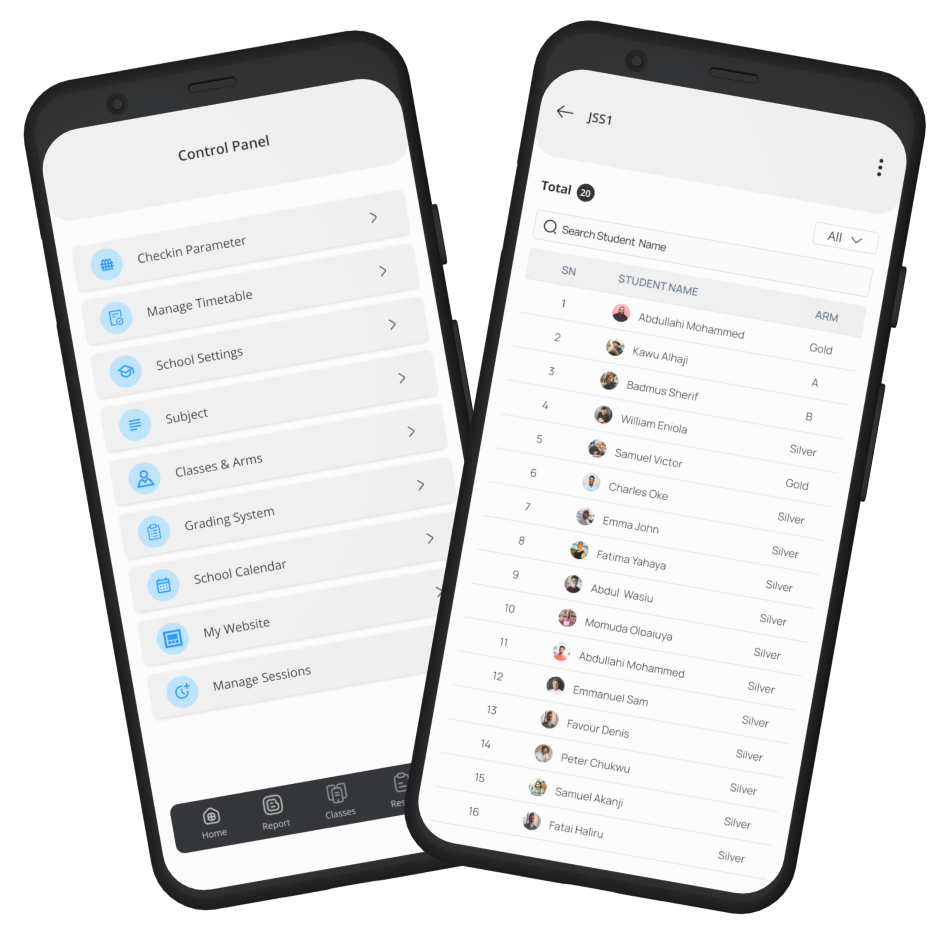 Control Panel
Checkin Parameter
Manage Timetable
School Settings
Subject
Classes & Arms
Grading System
School Calendar
My Website
Manage Sessions
Home Report Classes Res
JSS1
Total 20
All
Search Student Name
SN STUDENT NAME ARM
1 Abdullahi Mohammed Gold
2 Kawu Alhaji A
3 Badmus Sherif B
4 William Eniola Silver
5 Samuel Victor Gold
6 Charles Oke Silver
7 Emma John Silver
8 Fatima Yahaya Silver
9 Abdul Wasiu Silver
10 Momuda Oloaiuya Silver
11 Abdullahi Mohammed Silver
12 Emmanuel Sam Silver
13 Favour Denis Silver
14 Peter Chukwu Silver
15 Samuel Akanji Silver
16 Fatai Haliru Silver